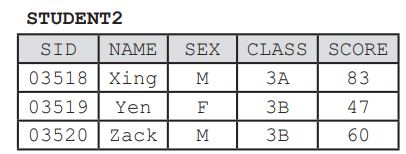 STUDENT2
SID NAME SEX CLASS SCORE
03518 Xing M 3A 83
03519 Yen F 3B 47
03520 Zack M 3B 60